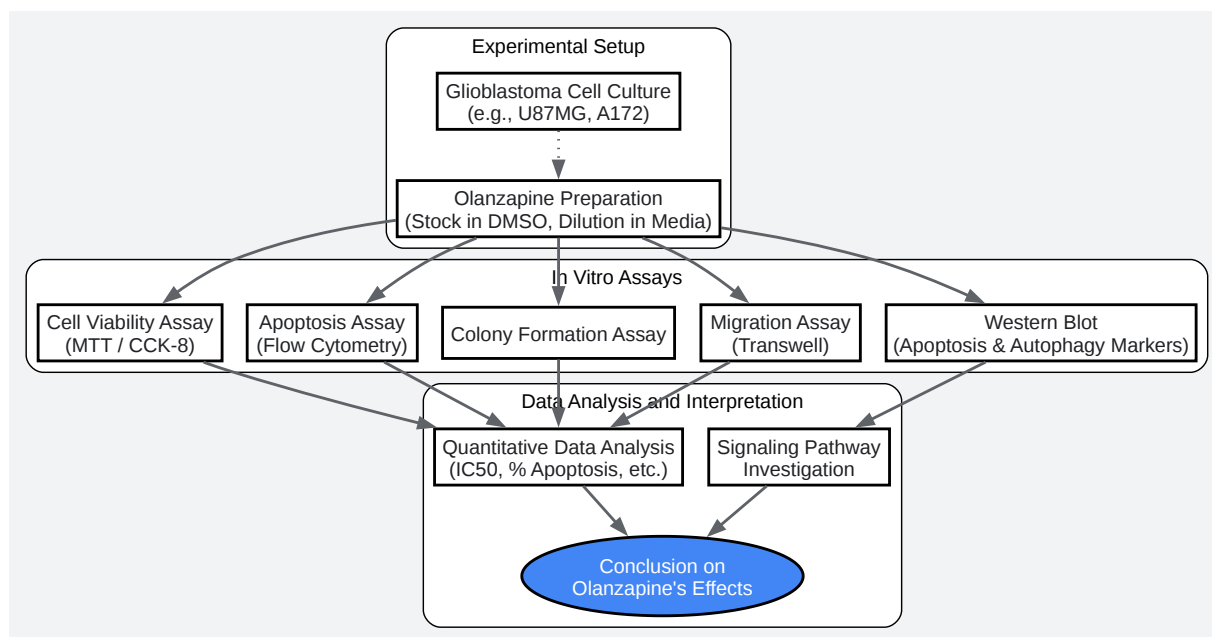 Experimental Setup
Glioblastoma Cell Culture
(e.g., U87MG, A172)
Olanzapine Preparation
(Stock in DMSO, Dilution in Media)
In Vitro Assays
Cell Viability Assay
(MTT / CCK-8)
Apoptosis Assay
(Flow Cytometry)
Colony Formation Assay
Migration Assay
(Transwell)
Western Blot
(Apoptosis & Autophagy Markers)
Data Analysis and Interpretation
Quantitative Data Analysis
(IC50, % Apoptosis, etc.)
Signaling Pathway
Investigation
Conclusion on
Olanzapine's Effects